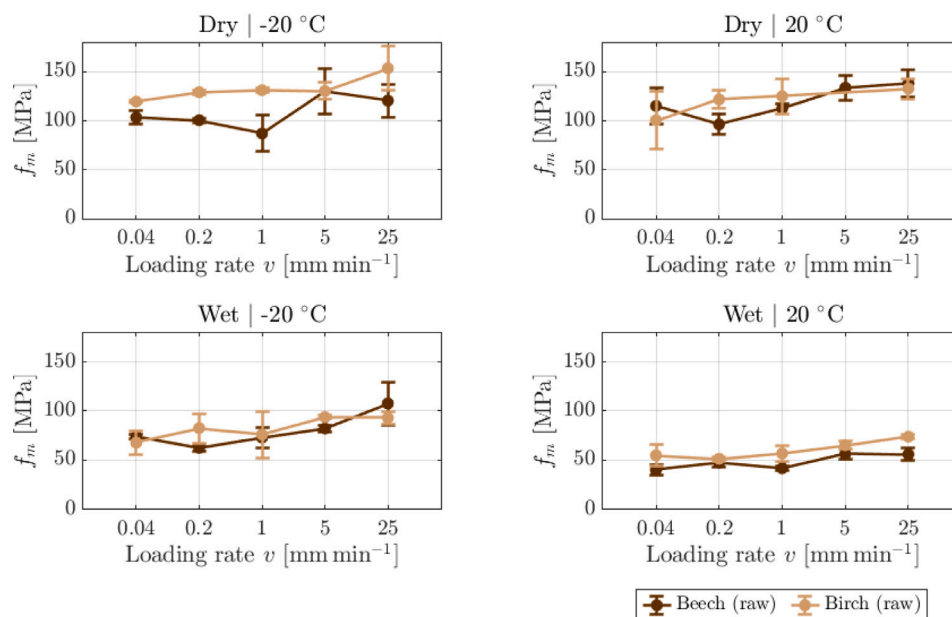 Dry | -20 °C
150
100
50
0
f_m [MPa]
0.04 0.2 1 5 25
Loading rate v [mm min⁻¹]
Dry | 20 °C
150
100
50
0
f_m [MPa]
0.04 0.2 1 5 25
Loading rate v [mm min⁻¹]
Wet | -20 °C
150
100
50
0
f_m [MPa]
0.04 0.2 1 5 25
Loading rate v [mm min⁻¹]
Wet | 20 °C
150
100
50
0
f_m [MPa]
0.04 0.2 1 5 25
Loading rate v [mm min⁻¹]
Beech (raw) Birch (raw)